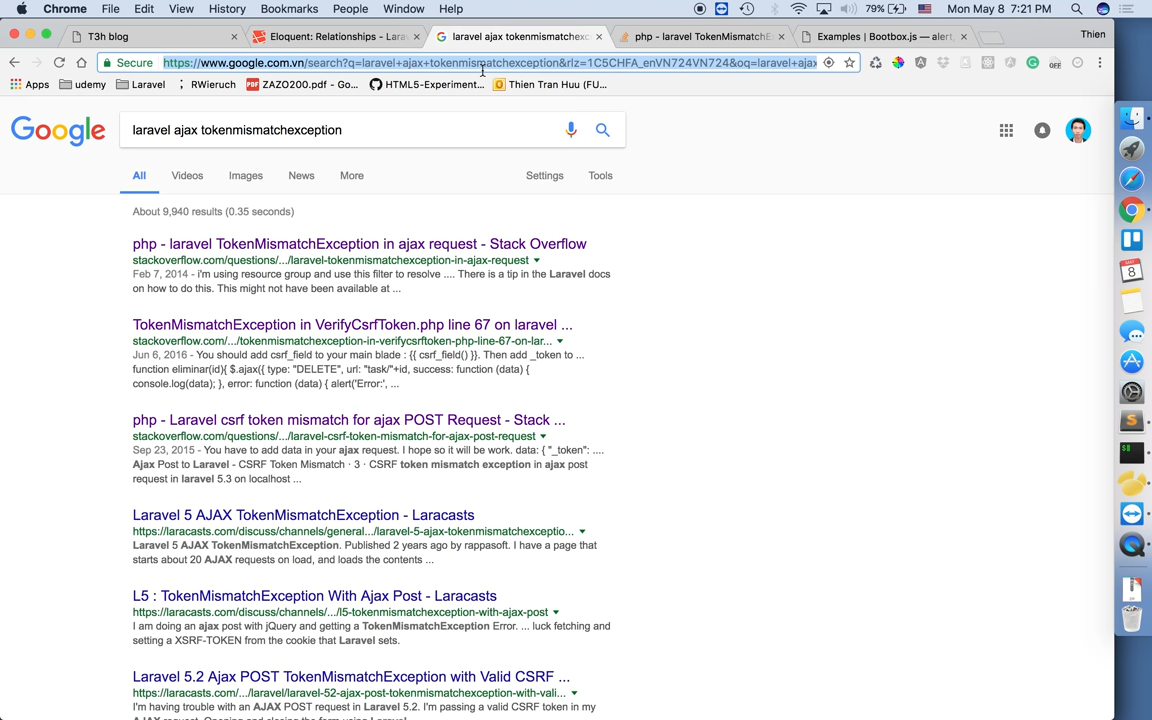 Chrome File Edit View History Bookmarks People Window Help 79% Mon May 8 7:21 PM
T3h blog Eloquent: Relationships - Lara laravel ajax tokenmismatchexc php - laravel TokenMismatchE Examples | Bootbox.js — alert, Thien
Secure https://www.google.com.vn/search?q=laravel+ajax+tokenmismatchexception&rlz=1C5CHFA_enVN724VN724&oq=laravel+ajax
Apps udemy Laravel RWieruch ZAZO200.pdf - Go... HTML5-Experiment... Thien Tran Huu (FU...
Google laravel ajax tokenmismatchexception
All Videos Images News More Settings Tools
About 9,940 results (0.35 seconds)
php - laravel TokenMismatchException in ajax request - Stack Overflow
stackoverflow.com/questions/.../laravel-tokenmismatchexception-in-ajax-request
Feb 7, 2014 - i'm using resource group and use this filter to resolve .... There is a tip in the Laravel docs
on how to do this. This might not have been available at ...
TokenMismatchException in VerifyCsrfToken.php line 67 on laravel ...
stackoverflow.com/.../tokenmismatchexception-in-verifycsrftoken-php-line-67-on-lar...
Jun 6, 2016 - You should add csrf_field to your main blade : {{ csrf_field() }}. Then add _token to ...
function eliminar(id){ $.ajax({ type: "DELETE", url: "task/"+id, success: function (data) {
console.log(data); }, error: function (data) { alert('Error:', ...
php - Laravel csrf token mismatch for ajax POST Request - Stack ...
stackoverflow.com/questions/.../laravel-csrf-token-mismatch-for-ajax-post-request
Sep 23, 2015 - You have to add data in your ajax request. I hope so it will be work. data: { "_token": ....
Ajax Post to Laravel - CSRF Token Mismatch · 3 · CSRF token mismatch exception in ajax post
request in laravel 5.3 on localhost ...
Laravel 5 AJAX TokenMismatchException - Laracasts
https://laracasts.com/discuss/channels/general.../laravel-5-ajax-tokenmismatchexceptio...
Laravel 5 AJAX TokenMismatchException. Published 2 years ago by rappasoft. I have a page that
starts about 20 AJAX requests on load, and loads the contents ...
L5 : TokenMismatchException With Ajax Post - Laracasts
https://laracasts.com/discuss/channels/.../l5-tokenmismatchexception-with-ajax-post
I am doing an ajax post with jQuery and getting a TokenMismatchException Error. ... luck fetching and
setting a XSRF-TOKEN from the cookie that Laravel sets.
Laravel 5.2 Ajax POST TokenMismatchException with Valid CSRF ...
https://laracasts.com/.../laravel/laravel-52-ajax-post-tokenmismatchexception-with-vali...
I'm having trouble with an AJAX POST request in Laravel 5.2. I'm passing a valid CSRF token in my